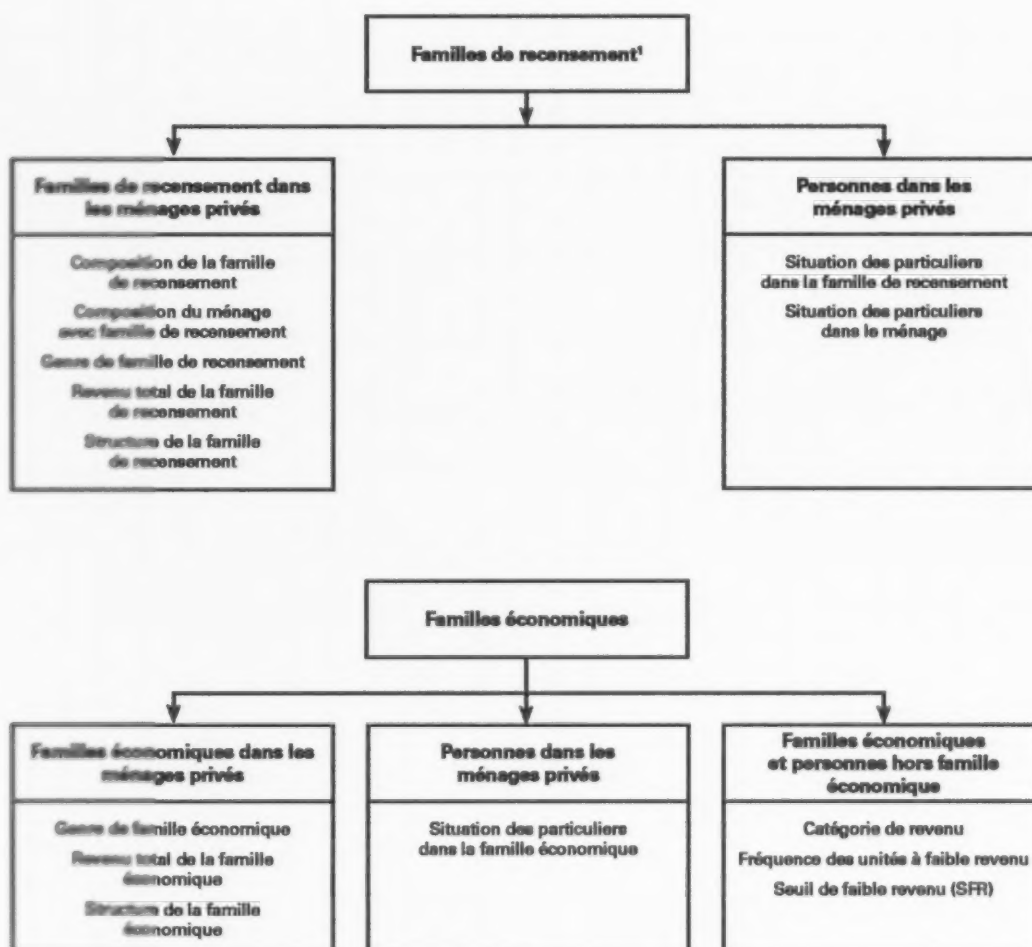 Familles de recensement¹
Familles de recensement dans
les ménages privés
Composition de la famille
de recensement
Composition du ménage
avec famille de recensement
Genre de famille de recensement
Revenu total de la famille
de recensement
Structure de la famille
de recensement
Personnes dans les
ménages privés
Situation des particuliers
dans la famille de recensement
Situation des particuliers
dans le ménage
Familles économiques
Familles économiques dans les
ménages privés
Genre de famille économique
Revenu total de la famille
économique
Structure de la famille
économique
Personnes dans les
ménages privés
Situation des particuliers
dans la famille économique
Familles économiques
et personnes hors famille
économique
Catégorie de revenu
Fréquence des unités à faible revenu
Seuil de faible revenu (SFR)